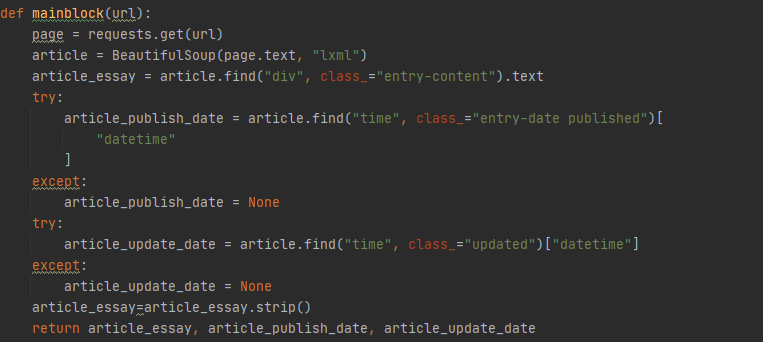 def mainblock(url):
    page = requests.get(url)
    article = BeautifulSoup(page.text, "lxml")
    article_essay = article.find("div", class_="entry-content").text
    try:
        article_publish_date = article.find("time", class_="entry-date published")[
            "datetime"
        ]
    except:
        article_publish_date = None
    try:
        article_update_date = article.find("time", class_="updated")["datetime"]
    except:
        article_update_date = None
    article_essay=article_essay.strip()
    return article_essay, article_publish_date, article_update_date